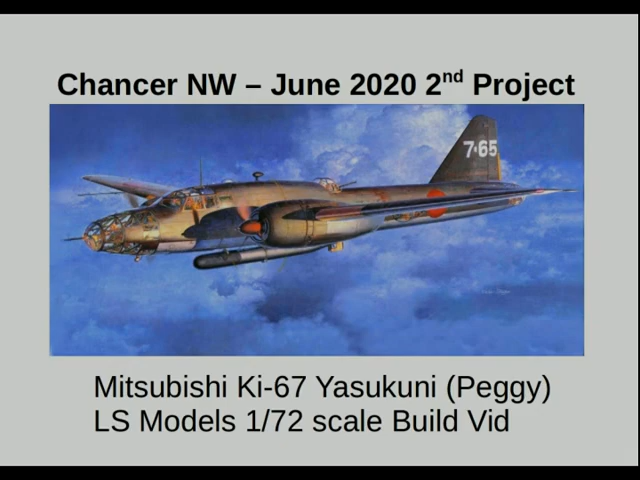 Chancer NW – June 2020 2nd Project
7-65
Mitsubishi Ki-67 Yasukuni (Peggy)
LS Models 1/72 scale Build Vid